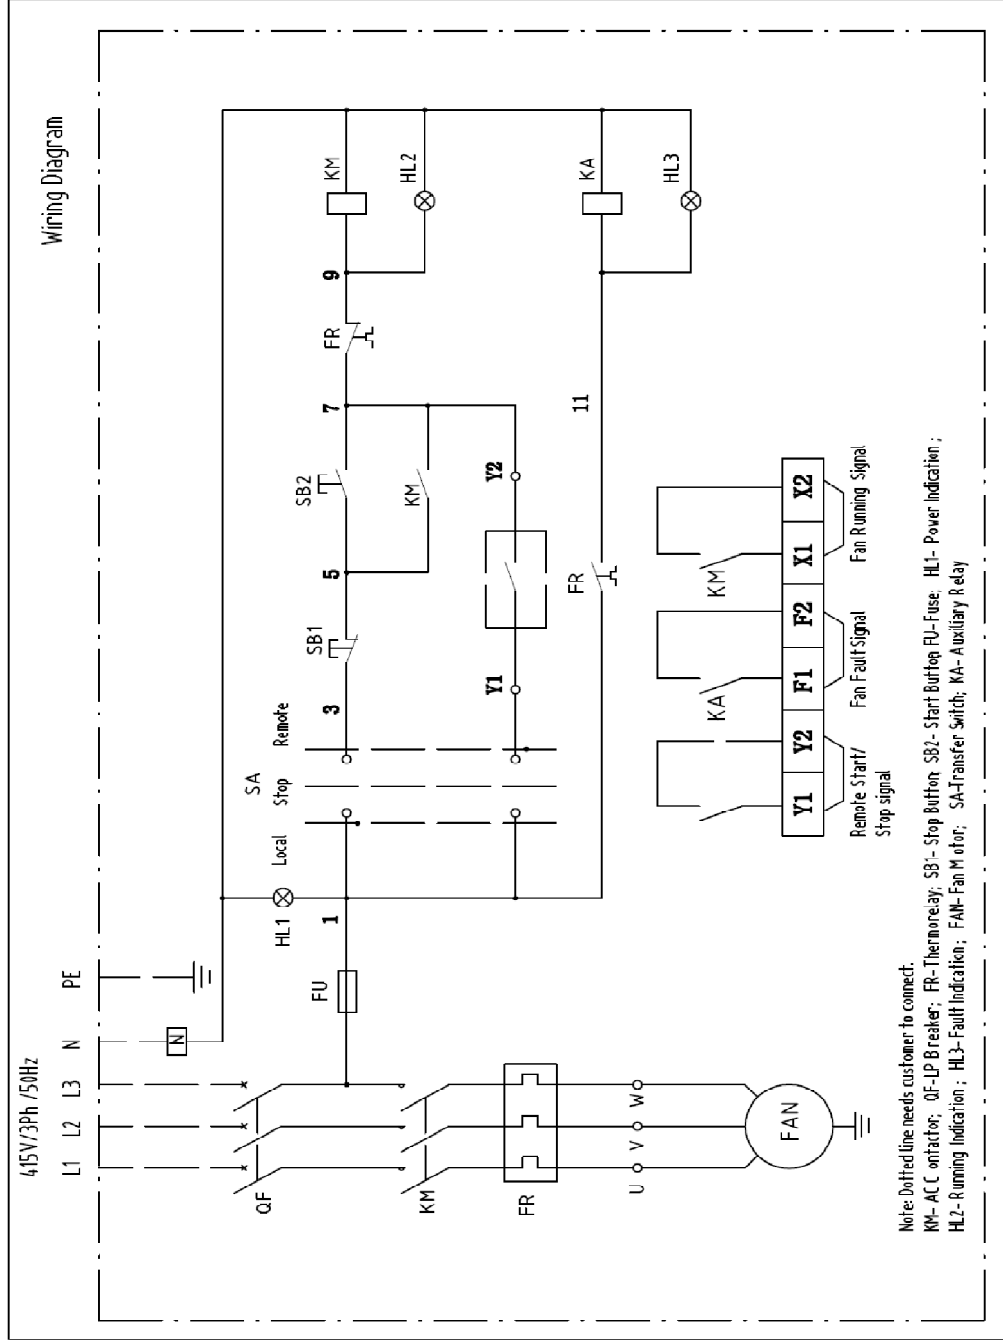 Wiring Diagram
415V/3Ph /50Hz
L1 L2 L3 N PE
N
QF
KM
FR
U V W
FAN
FU
HL1
1
SA
Local Stop Remote
3
SB1
5
SB2
7
FR
9
KM
HL2
KM
Y1
Y2
FR
11
KA
HL3
KA
KM
Y1 Y2 F1 F2 X1 X2
Remote Start/
Stop signal
Fan Fault Signal
Fan Running Signal
Note: Dotted line needs customer to connect.
KM- AC Contactor; QF-LP Breaker; FR-Thermorelay; SB1- Stop Button; SB2- Start Button; FU-Fuse; HL1- Power Indication ;
HL2- Running Indication ; HL3- Fault Indication ; FAN- Fan Motor; SA-Transfer Switch; KA- Auxiliary Relay